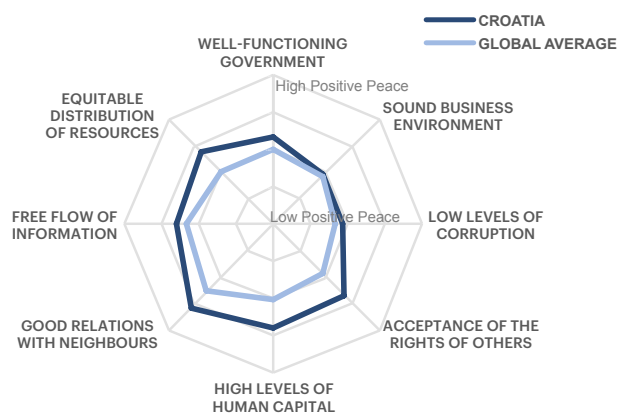 CROATIA
GLOBAL AVERAGE
WELL-FUNCTIONING
GOVERNMENT
High Positive Peace
EQUITABLE
DISTRIBUTION
OF RESOURCES
SOUND BUSINESS
ENVIRONMENT
FREE FLOW OF
INFORMATION
Low Positive Peace
LOW LEVELS OF
CORRUPTION
GOOD RELATIONS
WITH NEIGHBOURS
ACCEPTANCE OF THE
RIGHTS OF OTHERS
HIGH LEVELS OF
HUMAN CAPITAL